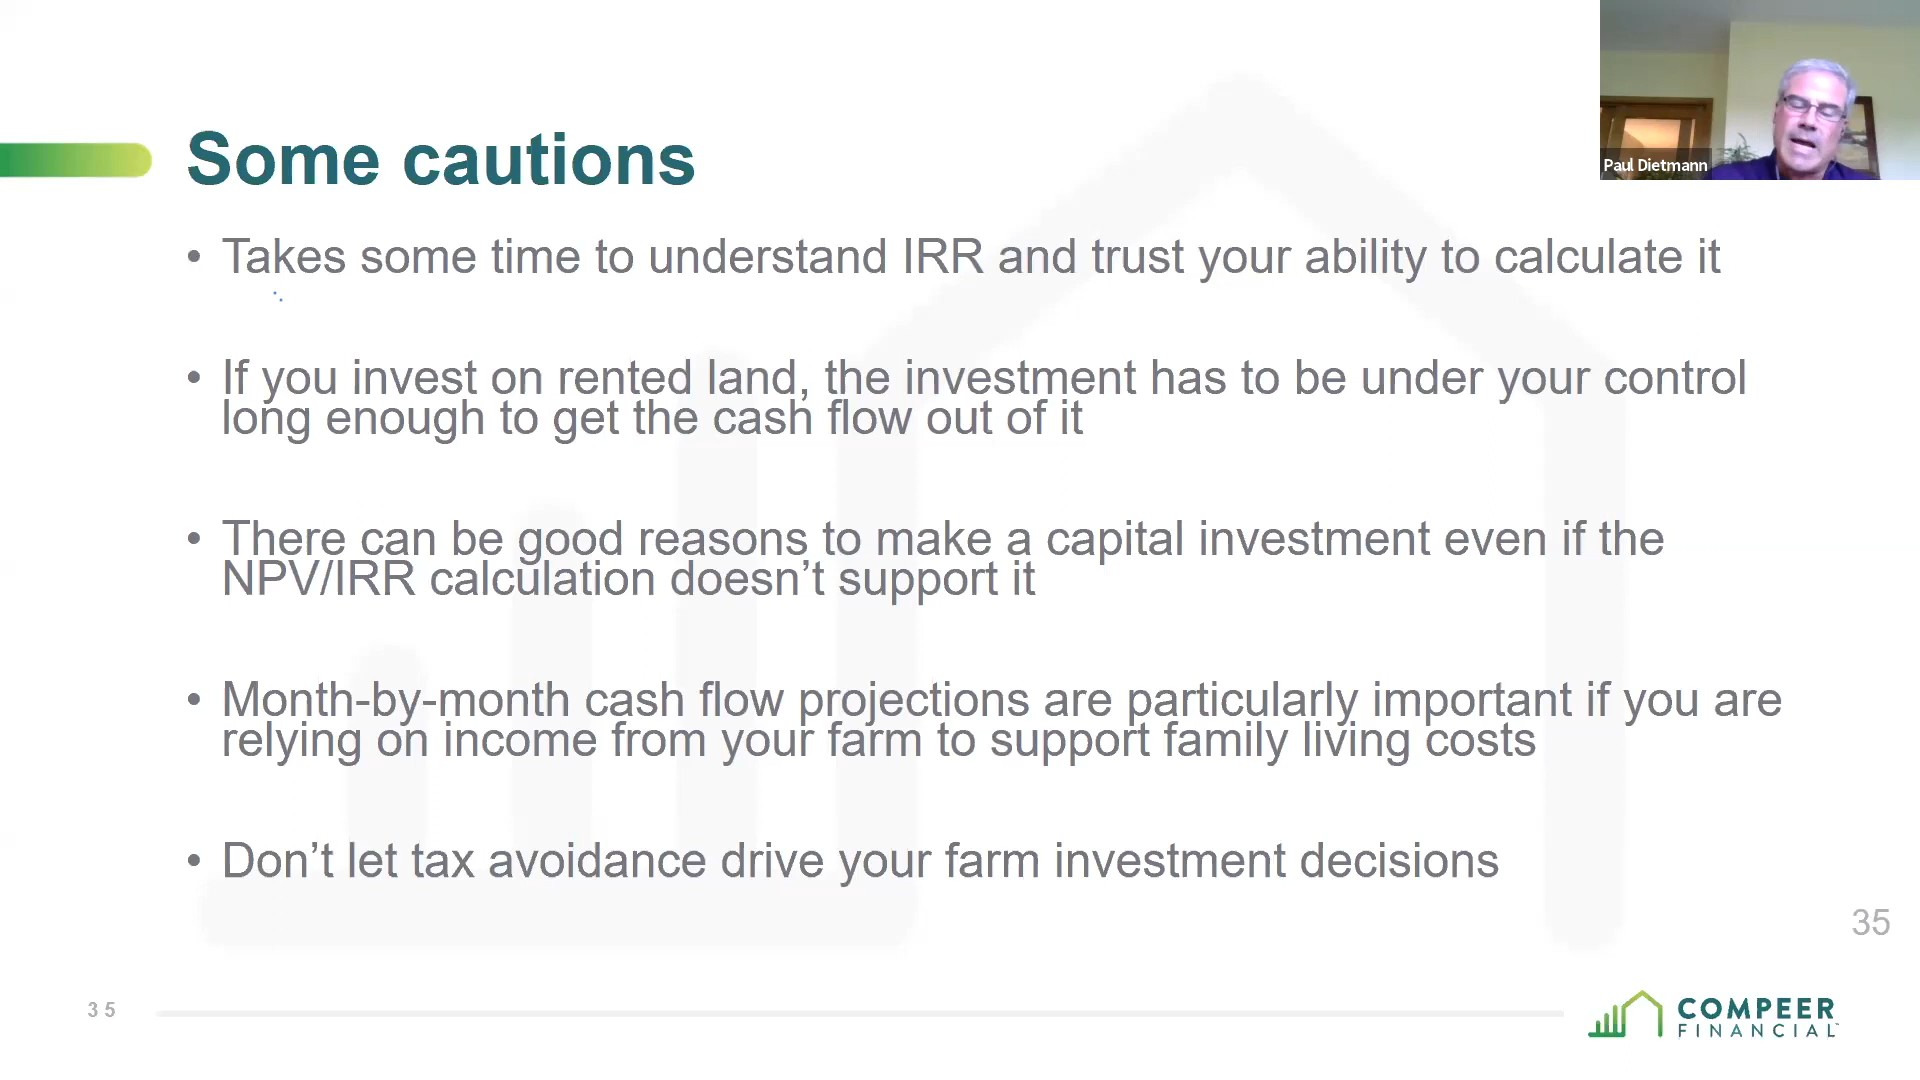 Some cautions
Paul Dietmann
• Takes some time to understand IRR and trust your ability to calculate it
• If you invest on rented land, the investment has to be under your control
long enough to get the cash flow out of it
• There can be good reasons to make a capital investment even if the
NPV/IRR calculation doesn’t support it
• Month-by-month cash flow projections are particularly important if you are
relying on income from your farm to support family living costs
• Don’t let tax avoidance drive your farm investment decisions
35
35
COMPEER
FINANCIAL™